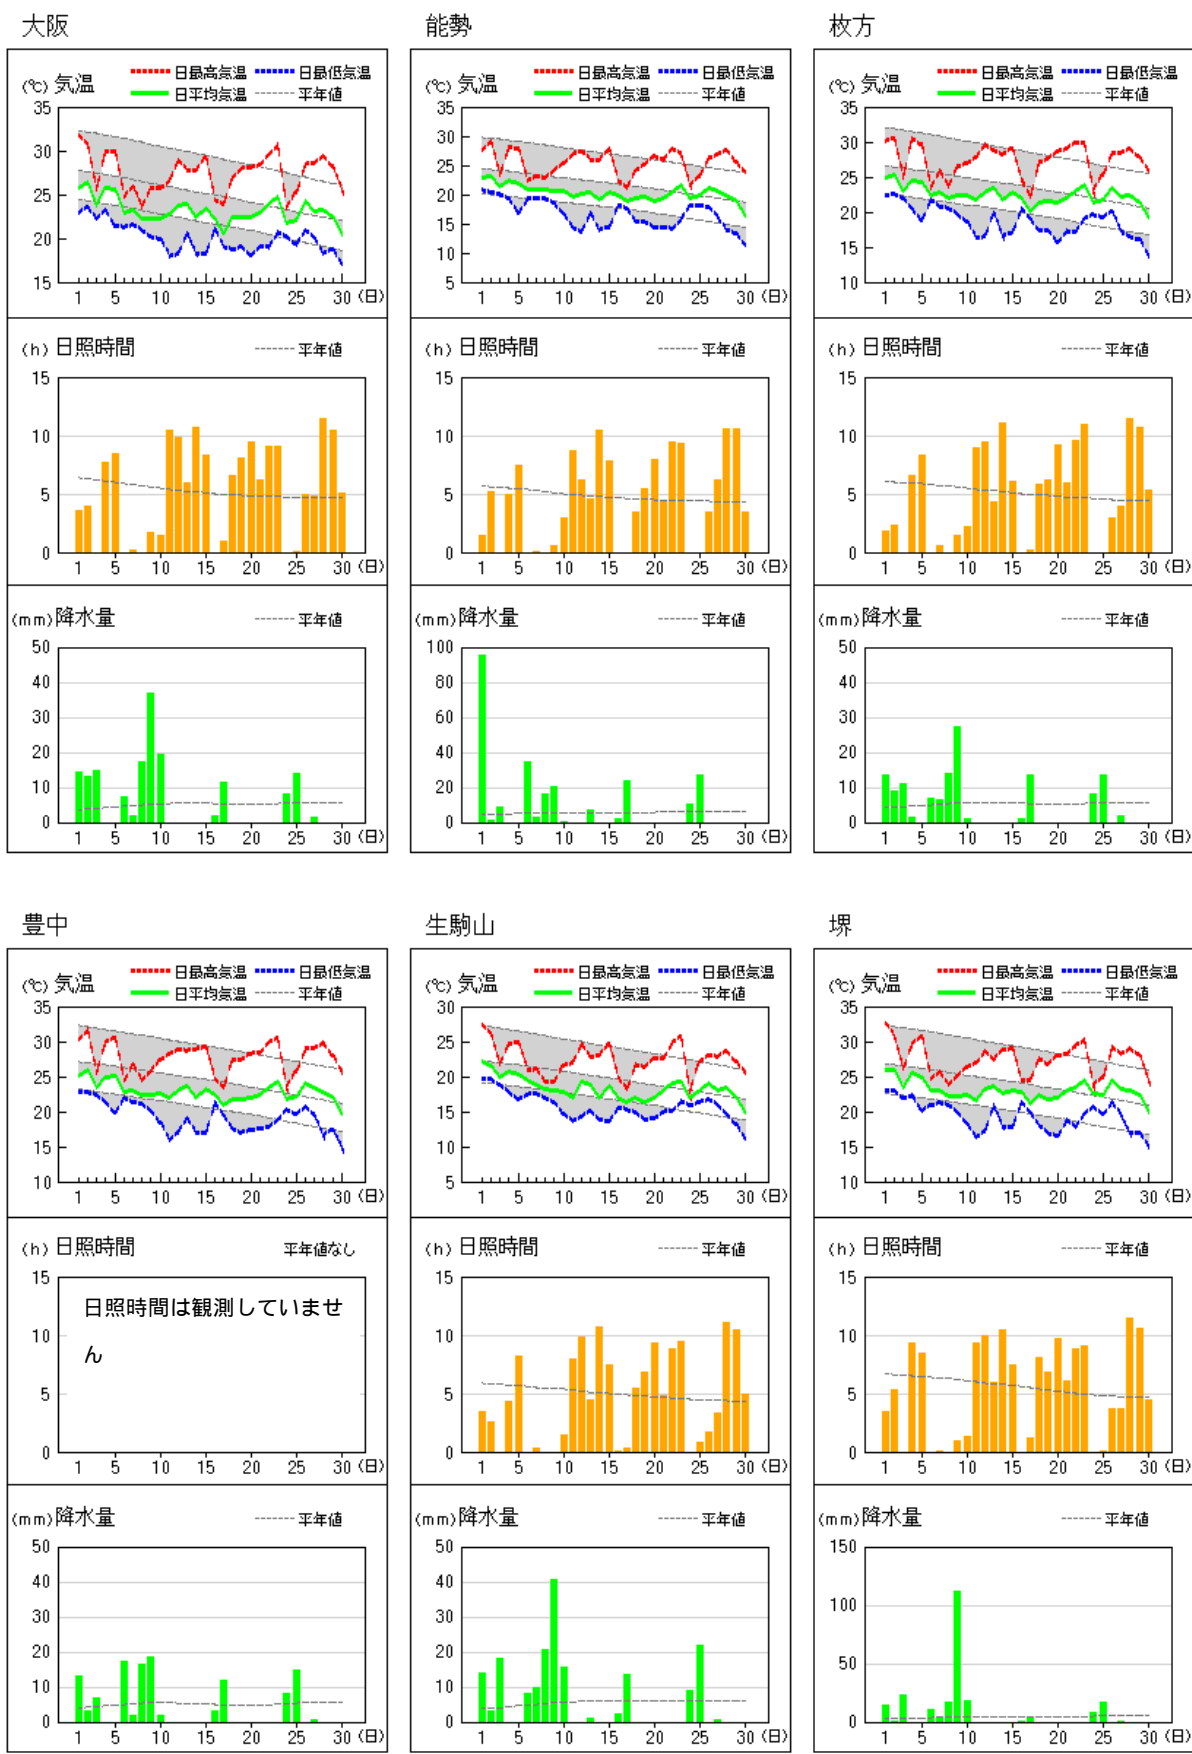 大阪
(℃) 気温
日最高気温 日最低気温
日平均気温 平年値
35
30
25
20
15
1 5 10 15 20 25 30 (日)
(h) 日照時間 平年値
15
10
5
0
1 5 10 15 20 25 30 (日)
(mm) 降水量 平年値
50
40
30
20
10
0
1 5 10 15 20 25 30 (日)
能勢
(℃) 気温
日最高気温 日最低気温
日平均気温 平年値
35
30
25
20
15
10
5
1 5 10 15 20 25 30 (日)
(h) 日照時間 平年値
15
10
5
0
1 5 10 15 20 25 30 (日)
(mm) 降水量 平年値
100
80
60
40
20
0
1 5 10 15 20 25 30 (日)
枚方
(℃) 気温
日最高気温 日最低気温
日平均気温 平年値
35
30
25
20
15
10
1 5 10 15 20 25 30 (日)
(h) 日照時間 平年値
15
10
5
0
1 5 10 15 20 25 30 (日)
(mm) 降水量 平年値
50
40
30
20
10
0
1 5 10 15 20 25 30 (日)
豊中
(℃) 気温
日最高気温 日最低気温
日平均気温 平年値
35
30
25
20
15
10
1 5 10 15 20 25 30 (日)
(h) 日照時間 平年値なし
15
10
5
0
日照時間は観測していませ
ん
1 5 10 15 20 25 30 (日)
(mm) 降水量 平年値
50
40
30
20
10
0
1 5 10 15 20 25 30 (日)
生駒山
(℃) 気温
日最高気温 日最低気温
日平均気温 平年値
30
25
20
15
10
5
1 5 10 15 20 25 30 (日)
(h) 日照時間 平年値
15
10
5
0
1 5 10 15 20 25 30 (日)
(mm) 降水量 平年値
50
40
30
20
10
0
1 5 10 15 20 25 30 (日)
堺
(℃) 気温
日最高気温 日最低気温
日平均気温 平年値
35
30
25
20
15
10
1 5 10 15 20 25 30 (日)
(h) 日照時間 平年値
15
10
5
0
1 5 10 15 20 25 30 (日)
(mm) 降水量 平年値
150
100
50
0
1 5 10 15 20 25 30 (日)